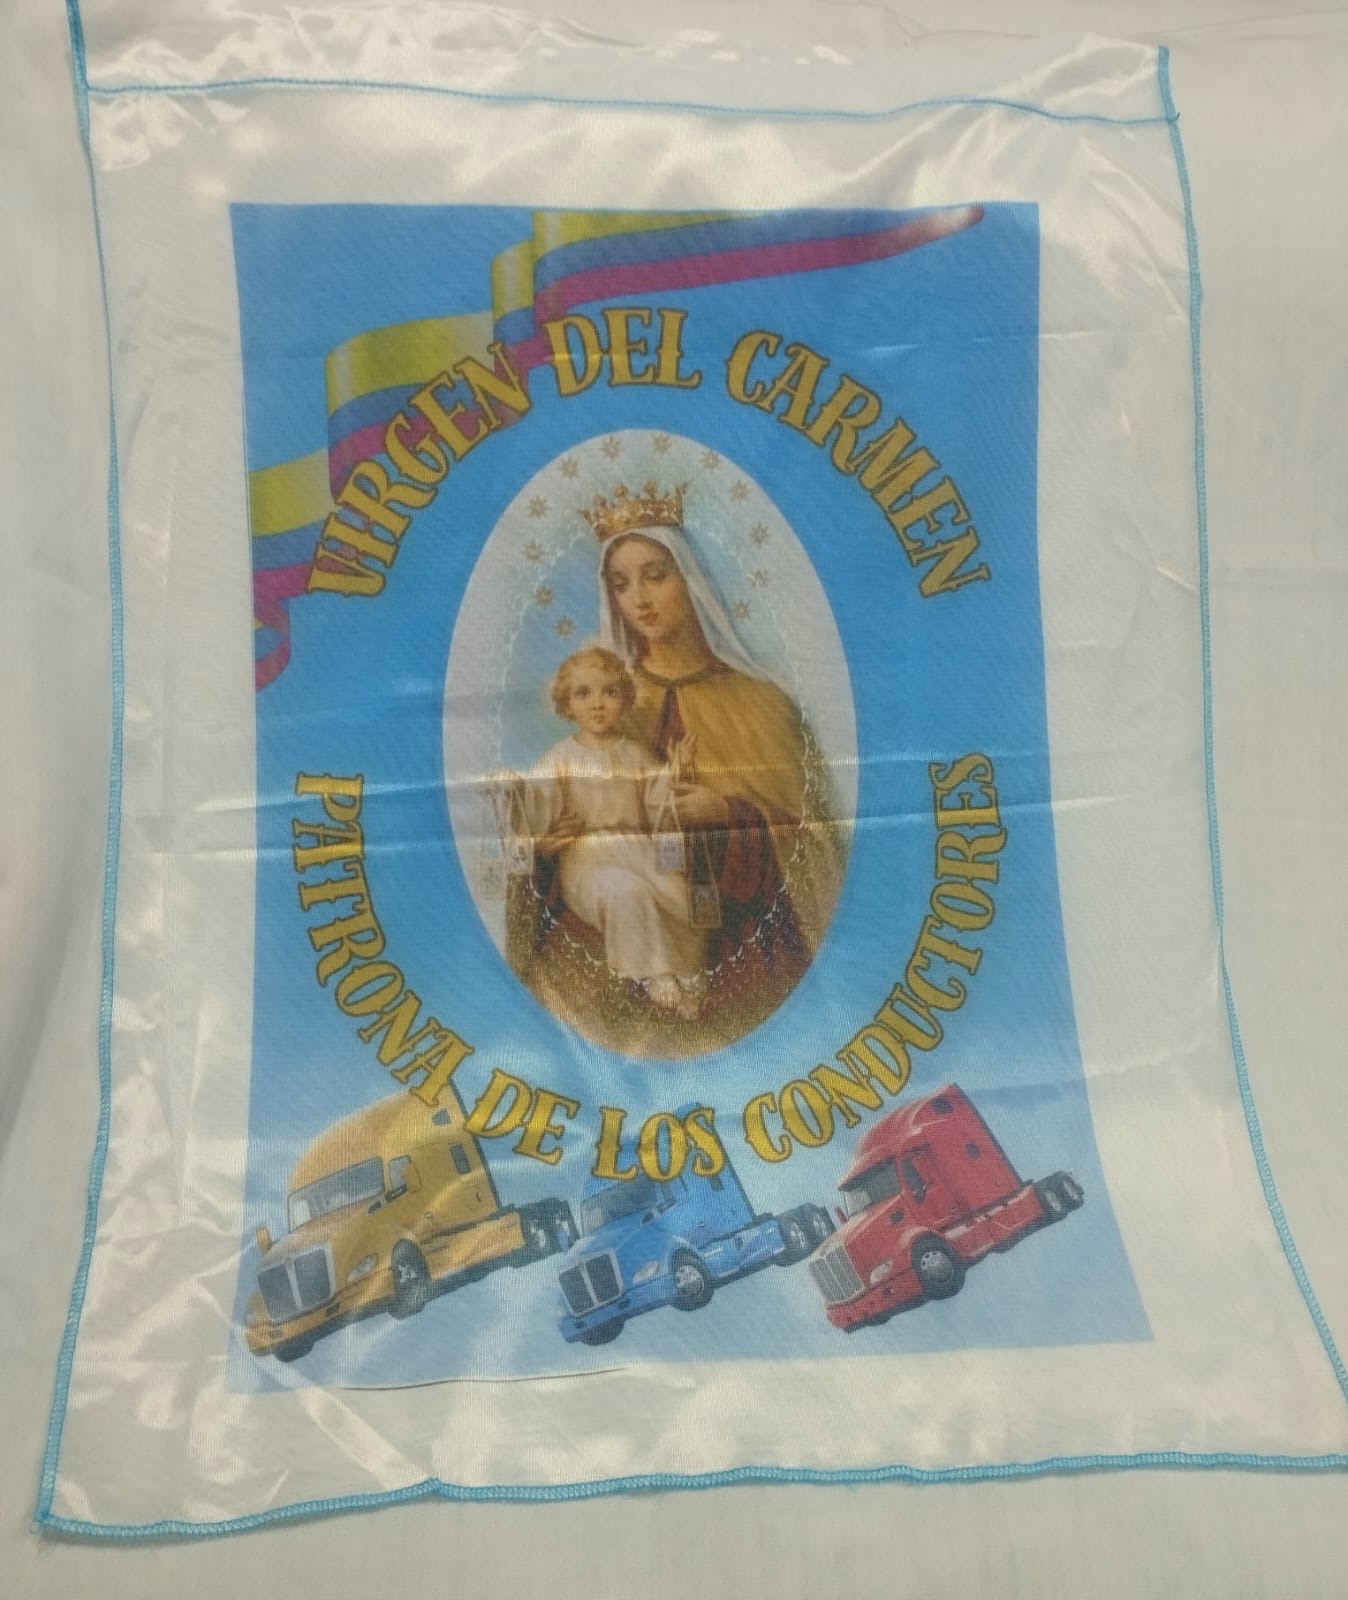 VIRGEN DEL CARMEN
PATRONA DE LOS CONDUCTORES